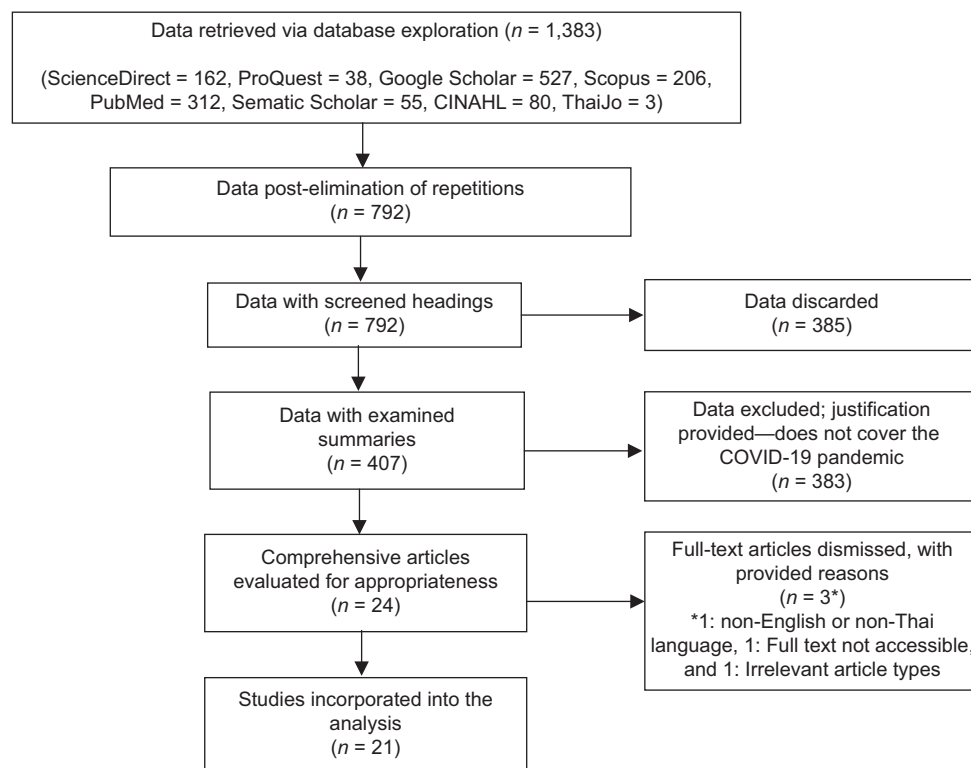 Data retrieved via database exploration (n = 1,383)
(ScienceDirect = 162, ProQuest = 38, Google Scholar = 527, Scopus = 206,
PubMed = 312, Sematic Scholar = 55, CINAHL = 80, ThaiJo = 3)
Data post-elimination of repetitions
(n = 792)
Data with screened headings
(n = 792)
Data discarded
(n = 385)
Data with examined
summaries
(n = 407)
Data excluded; justification
provided—does not cover the
COVID-19 pandemic
(n = 383)
Comprehensive articles
evaluated for appropriateness
(n = 24)
Full-text articles dismissed, with
provided reasons
(n = 3*)
*1: non-English or non-Thai
language, 1: Full text not accessible,
and 1: Irrelevant article types
Studies incorporated into the
analysis
(n = 21)